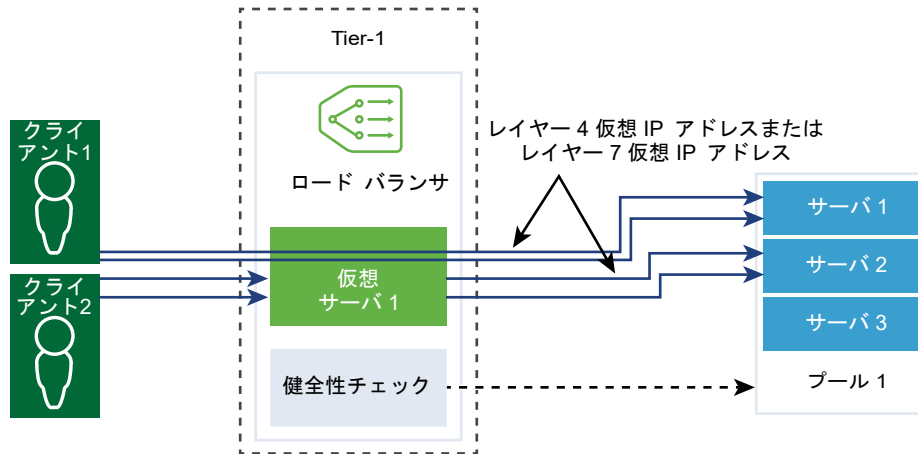 Tier-1
クライ
アント1
ロード バランサ
レイヤー 4 仮想 IP アドレスまたは
レイヤー 7 仮想 IP アドレス
サーバ 1
仮想
サーバ 1
クライ
アント2
サーバ 2
サーバ 3
健全性チェック
プール 1